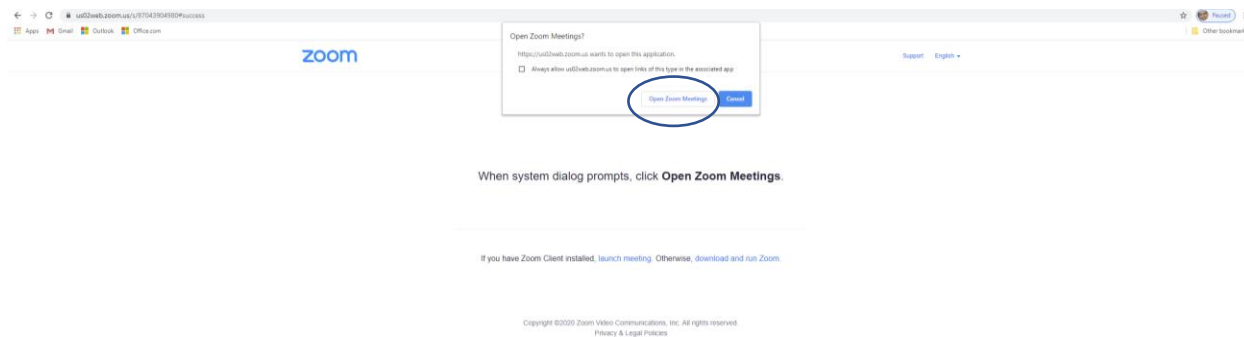 us02web.zoom.us/s/87043904980#success
Paused
Apps Gmail Outlook Office.com
Other bookmark
Open Zoom Meetings?
https://us02web.zoom.us wants to open this application.
Always allow us02web.zoom.us to open links of this type in the associated app
Open Zoom Meetings Cancel
zoom
Support English
When system dialog prompts, click Open Zoom Meetings.
If you have Zoom Client installed, launch meeting. Otherwise, download and run Zoom.
Copyright ©2020 Zoom Video Communications, Inc. All rights reserved.
Privacy & Legal Policies